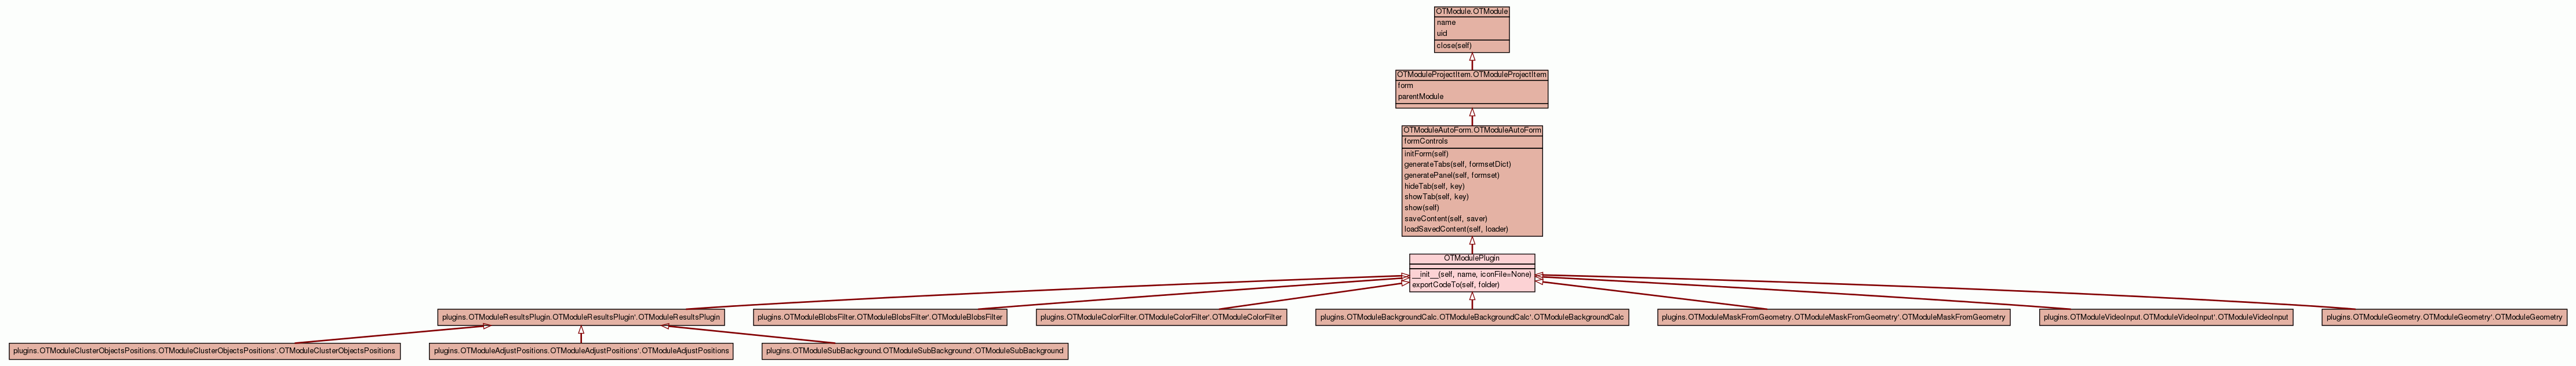 OTModule.OTModule
name
uid
close(self)
OTModuleProjectItem.OTModuleProjectItem
form
parentModule
OTModuleAutoForm.OTModuleAutoForm
formControls
initForm(self)
generateTabs(self, formsetDict)
generatePanel(self, formset)
hideTab(self, key)
showTab(self, key)
show(self)
saveContent(self, saver)
loadSavedContent(self, loader)
OTModulePlugin
__init__(self, name, iconFile=None)
exportCodeTo(self, folder)
plugins.OTModuleResultsPlugin.OTModuleResultsPlugin'.OTModuleResultsPlugin
plugins.OTModuleBlobsFilter.OTModuleBlobsFilter'.OTModuleBlobsFilter
plugins.OTModuleColorFilter.OTModuleColorFilter'.OTModuleColorFilter
plugins.OTModuleBackgroundCalc.OTModuleBackgroundCalc'.OTModuleBackgroundCalc
plugins.OTModuleMaskFromGeometry.OTModuleMaskFromGeometry'.OTModuleMaskFromGeometry
plugins.OTModuleVideoInput.OTModuleVideoInput'.OTModuleVideoInput
plugins.OTModuleGeometry.OTModuleGeometry'.OTModuleGeometry
plugins.OTModuleClusterObjectsPositions.OTModuleClusterObjectsPositions'.OTModuleClusterObjectsPositions
plugins.OTModuleAdjustPositions.OTModuleAdjustPositions'.OTModuleAdjustPositions
plugins.OTModuleSubBackground.OTModuleSubBackground'.OTModuleSubBackground